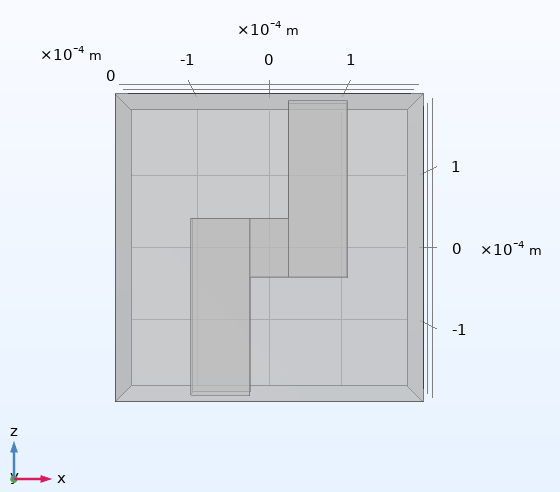 ×10⁻⁴ m
×10⁻⁴ m
-1 0 1
0
1
0 ×10⁻⁴ m
-1
z
y x